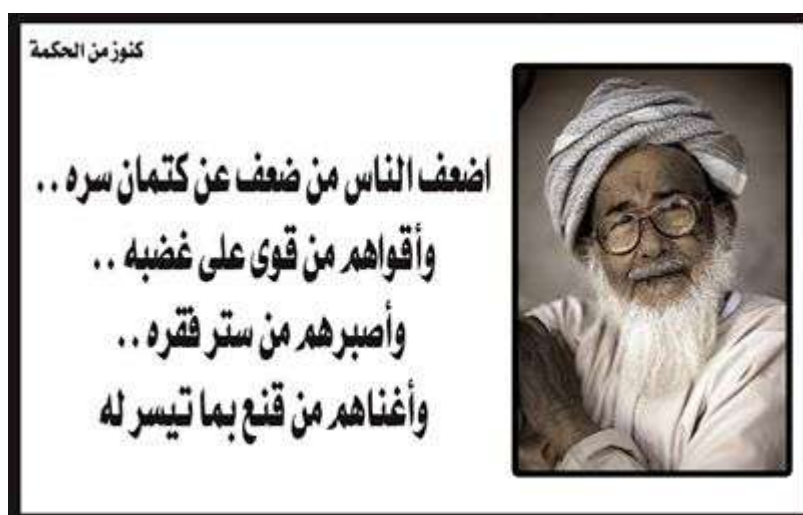 كنوز من الحكمة
اضعف الناس من ضعف عن كتمان سره . .
وأقواهم من قوى على غضبه . .
وأصبرهم من ستر فقره . .
وأغناهم من قنع بما تيسر له